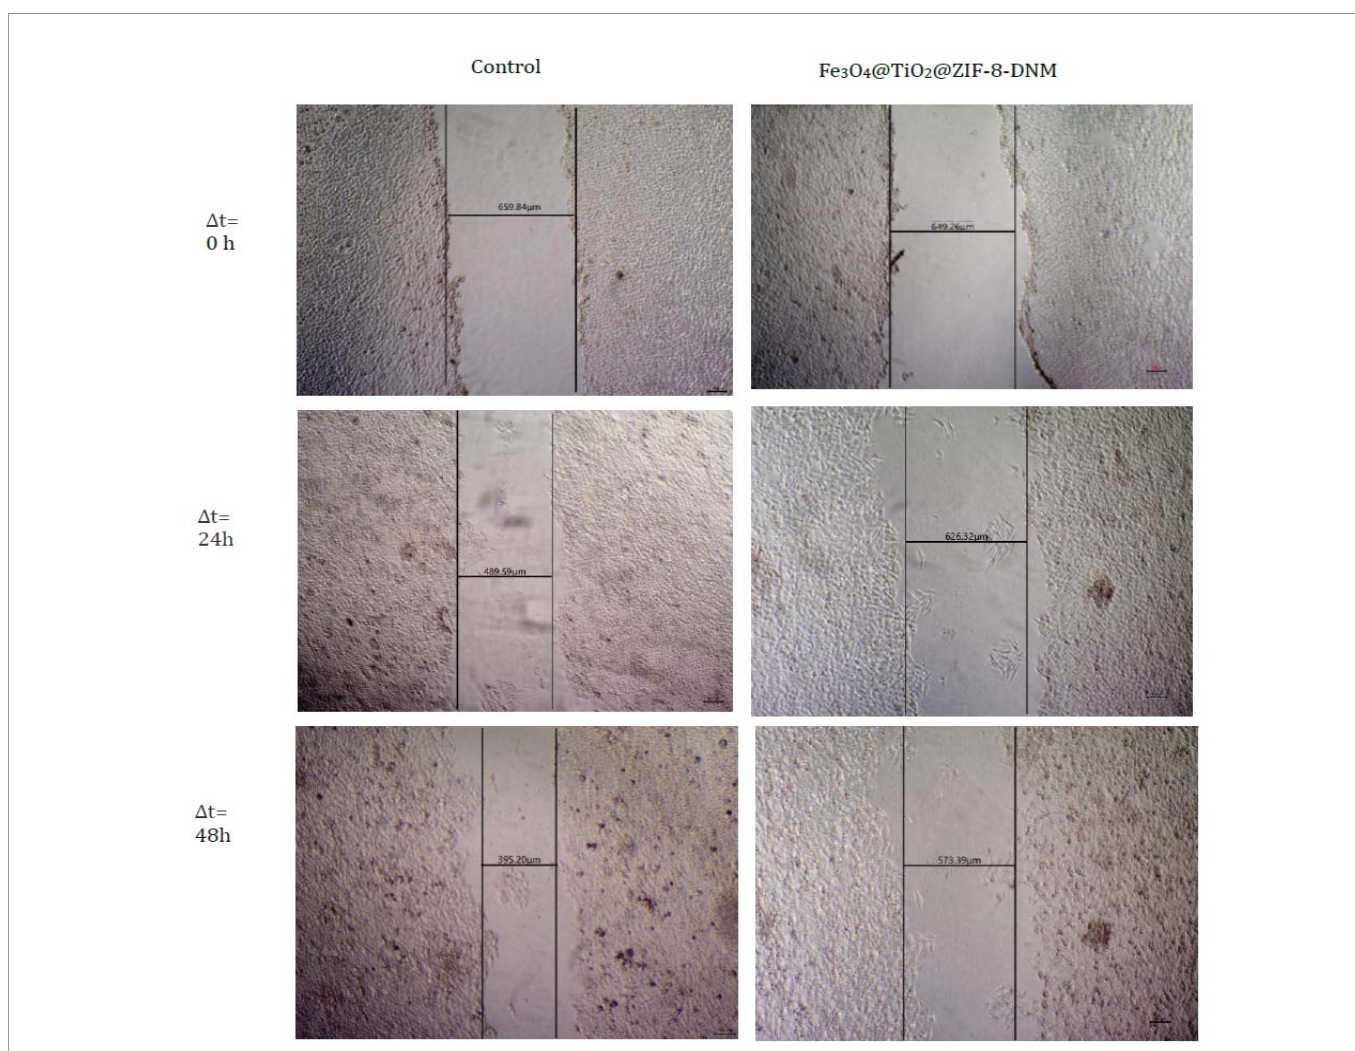 Control
Fe₃O₄@TiO₂@ZIF-8-DNM
Δt=
0 h
659.84μm
649.26μm
Δt=
24h
489.59μm
626.32μm
Δt=
48h
395.20μm
573.39μm